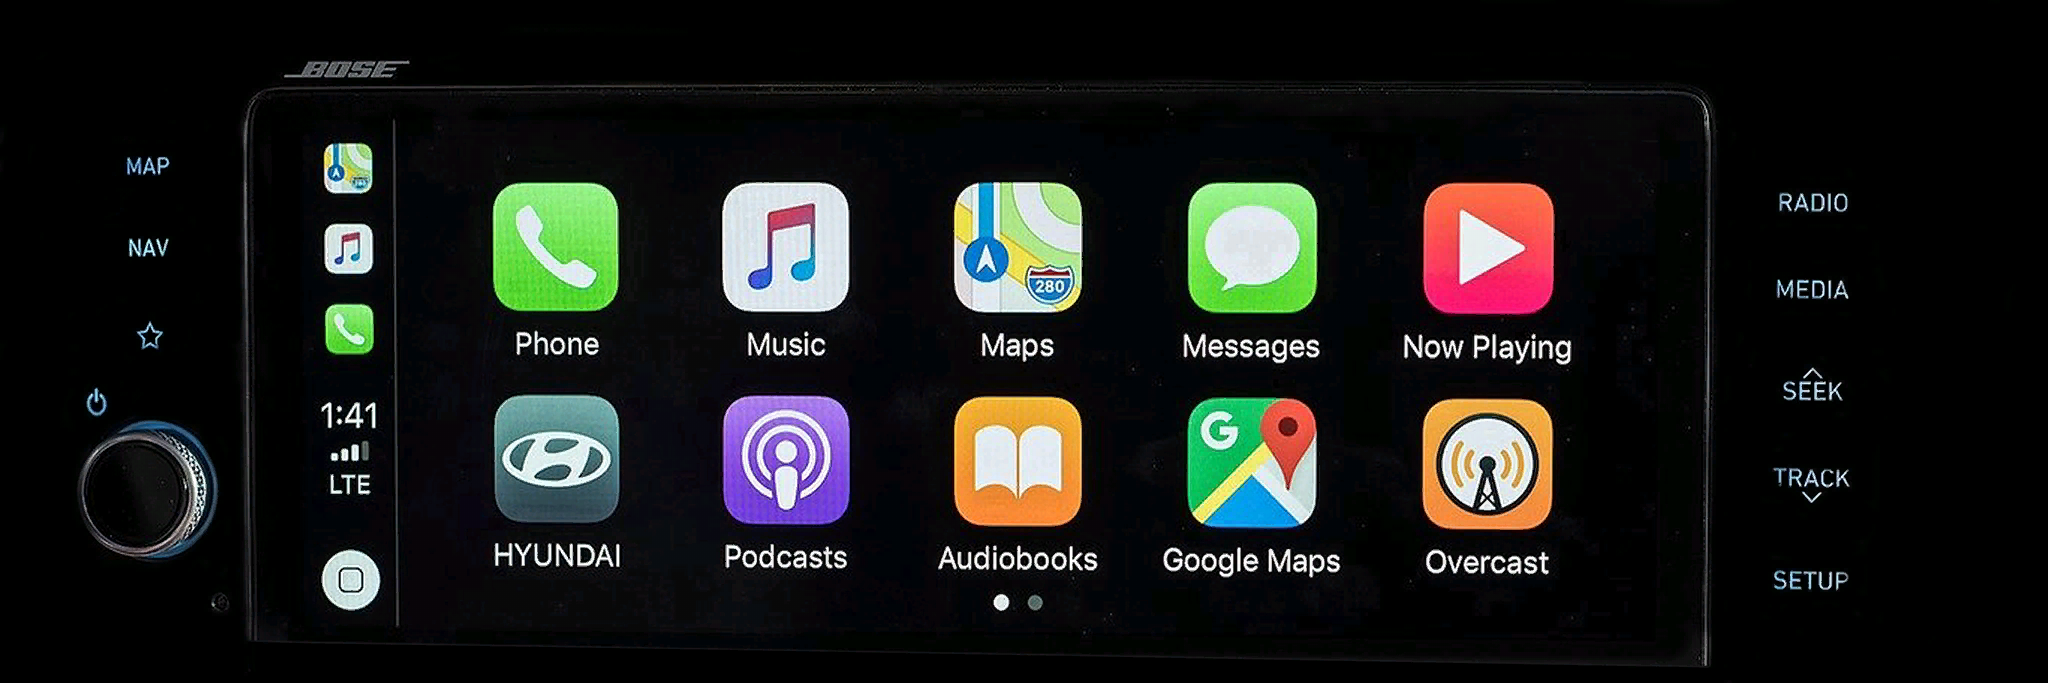 BOSE
MAP
NAV
1:41
LTE
Phone
Music
Maps
280
Messages
Now Playing
HYUNDAI
Podcasts
Audiobooks
G
Google Maps
Overcast
RADIO
MEDIA
SEEK
TRACK
SETUP